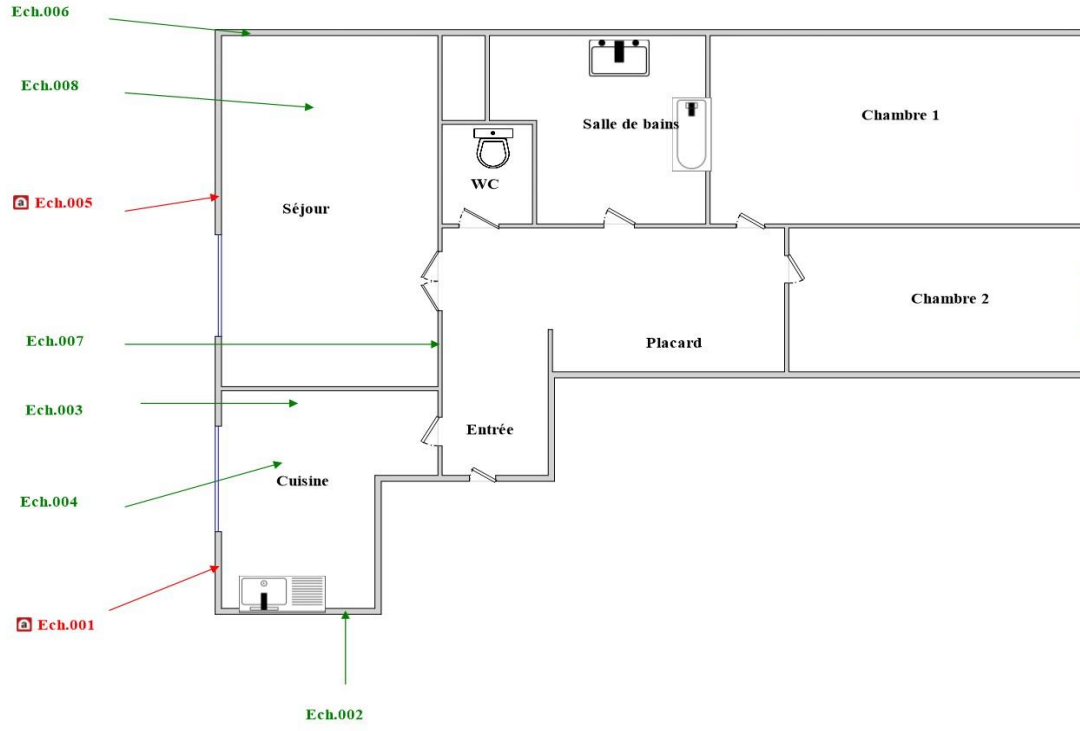 Ech.006
Ech.008
Chambre 1
Salle de bains
WC
a Ech.005
Séjour
Chambre 2
Ech.007
Placard
Ech.003
Entrée
Cuisine
Ech.004
a Ech.001
Ech.002